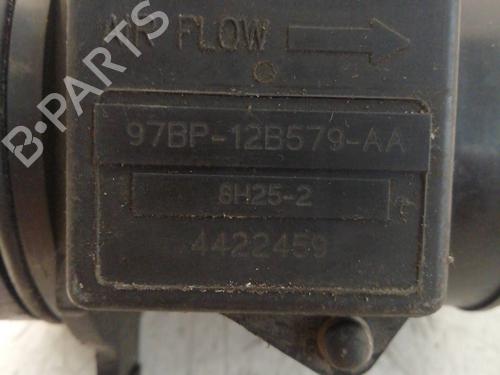 AIR FLOW
97BP-12B579-AA
8H25-2
4422459
B-PARTS